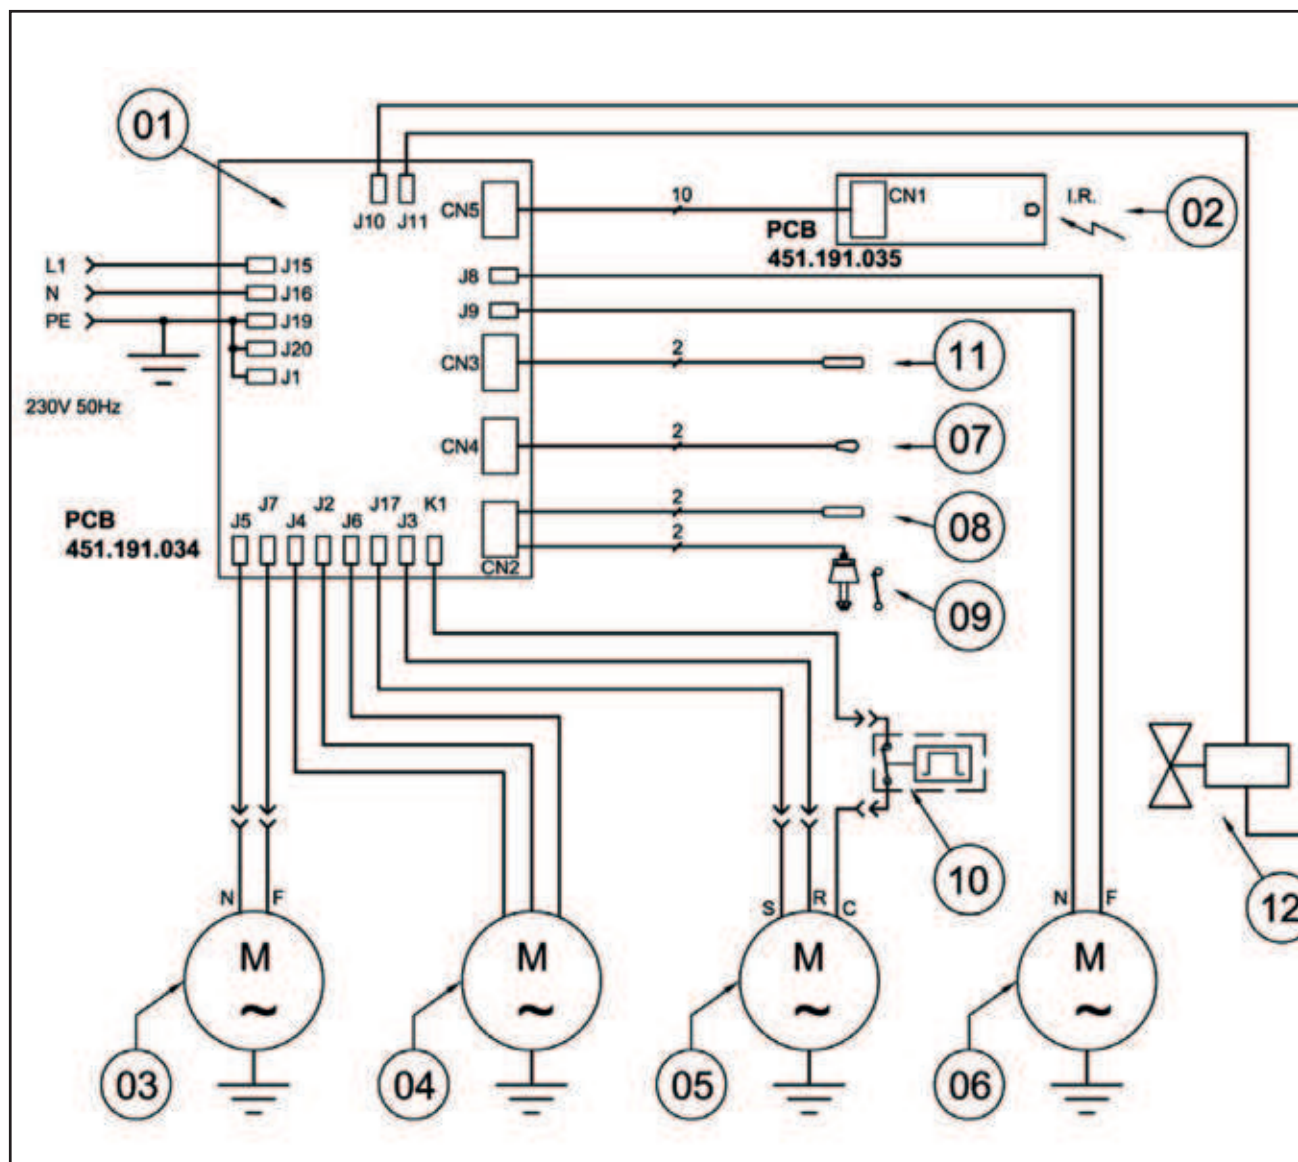 01
J10 J11
CN5
10
CN1
I.R.
02
PCB
451.191.035
L1
J15
N
J16
PE
J19
J20
J1
230V 50Hz
J8
J9
CN3
2
11
CN4
2
07
PCB
451.191.034
J7 J2 J17 K1
J5 J4 J6 J3
CN2
2
08
2
09
10
12
N F
S R C
N F
M
~
M
~
M
~
M
~
03
04
05
06